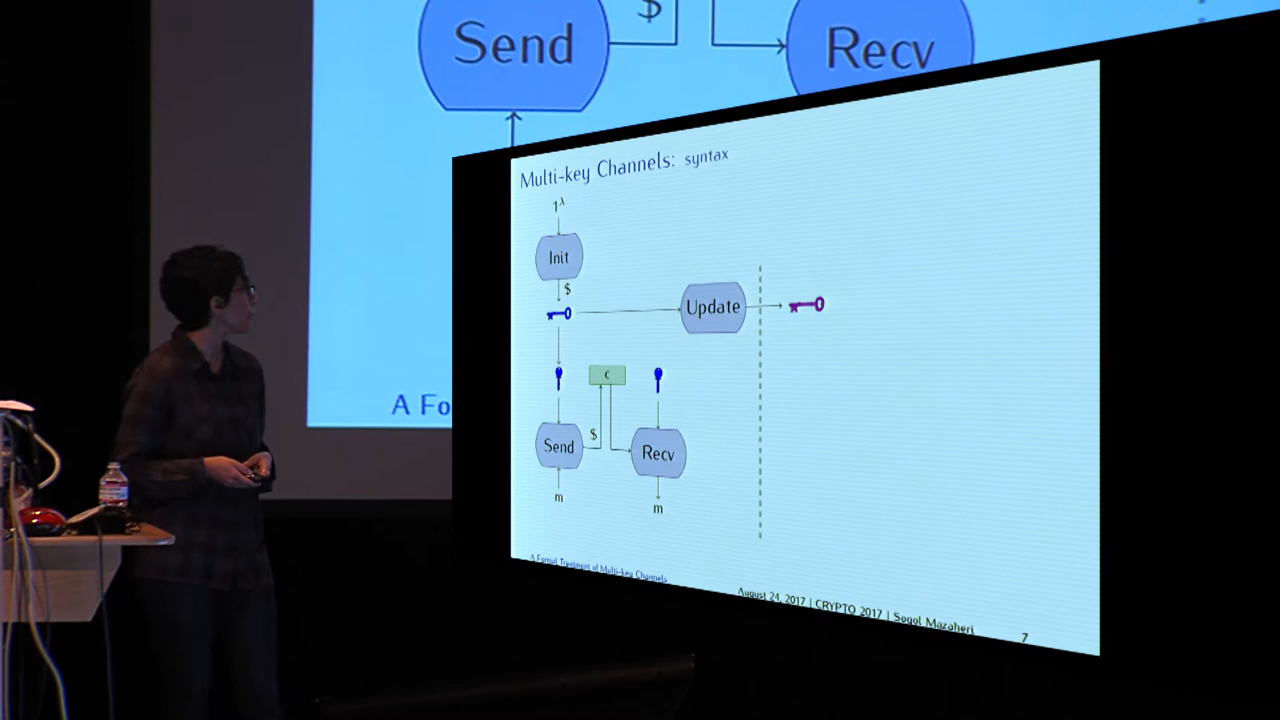 Send
$
Recv
A Fo
Multi-key Channels: syntax
1^λ
Init
$
Update
c
Send
$
Recv
m
m
A Formal Treatment of Multi-key Channels
August 24, 2017 | CRYPTO 2017 | Sogol Mazaheri
7